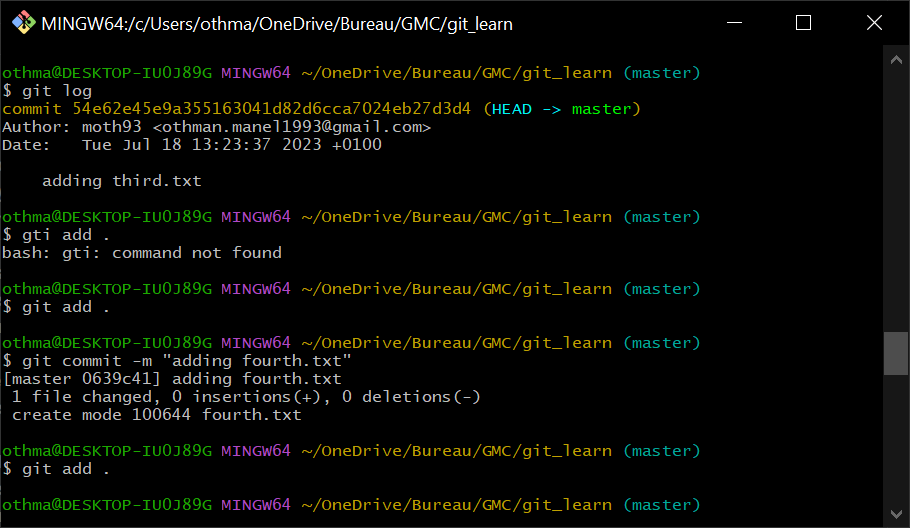 MINGW64:/c/Users/othma/OneDrive/Bureau/GMC/git_learn
othma@DESKTOP-IU0J89G MINGW64 ~/OneDrive/Bureau/GMC/git_learn (master)
$ git log
commit 54e62e45e9a355163041d82d6cca7024eb27d3d4 (HEAD -> master)
Author: moth93 <othman.manel1993@gmail.com>
Date:   Tue Jul 18 13:23:37 2023 +0100
    adding third.txt
othma@DESKTOP-IU0J89G MINGW64 ~/OneDrive/Bureau/GMC/git_learn (master)
$ gti add .
bash: gti: command not found
othma@DESKTOP-IU0J89G MINGW64 ~/OneDrive/Bureau/GMC/git_learn (master)
$ git add .
othma@DESKTOP-IU0J89G MINGW64 ~/OneDrive/Bureau/GMC/git_learn (master)
$ git commit -m "adding fourth.txt"
[master 0639c41] adding fourth.txt
 1 file changed, 0 insertions(+), 0 deletions(-)
 create mode 100644 fourth.txt
othma@DESKTOP-IU0J89G MINGW64 ~/OneDrive/Bureau/GMC/git_learn (master)
$ git add .
othma@DESKTOP-IU0J89G MINGW64 ~/OneDrive/Bureau/GMC/git_learn (master)